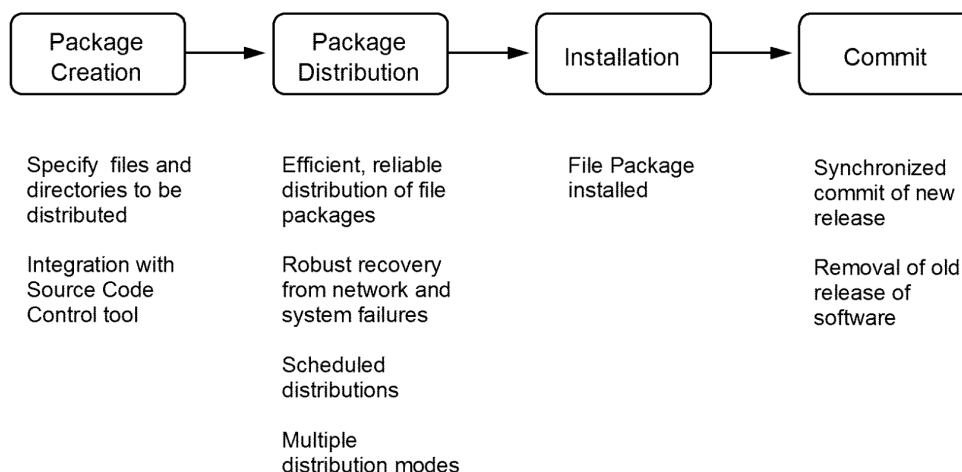 Package
Creation
Package
Distribution
Installation
Commit
Specify files and
directories to be
distributed
Integration with
Source Code
Control tool
Efficient, reliable
distribution of file
packages
Robust recovery
from network and
system failures
Scheduled
distributions
Multiple
distribution modes
File Package
installed
Synchronized
commit of new
release
Removal of old
release of
software